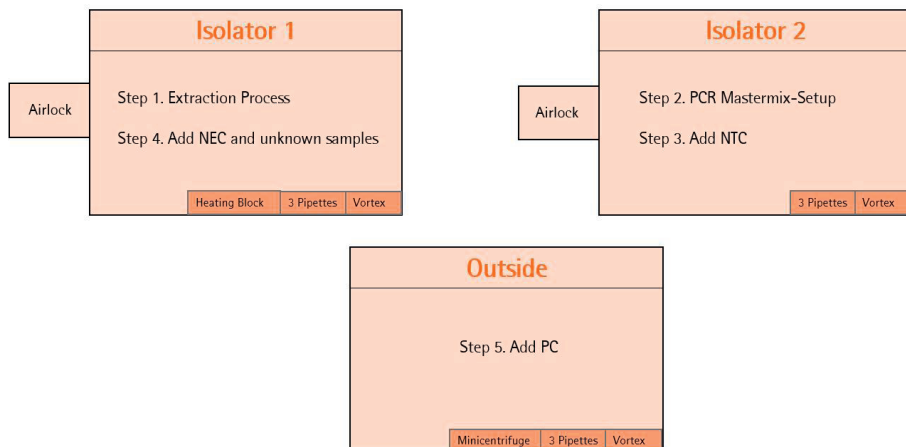 Isolator 1
Airlock
Step 1. Extraction Process
Step 4. Add NEC and unknown samples
Heating Block
3 Pipettes
Vortex
Isolator 2
Airlock
Step 2. PCR Mastermix-Setup
Step 3. Add NTC
3 Pipettes
Vortex
Outside
Step 5. Add PC
Minicentrifuge
3 Pipettes
Vortex